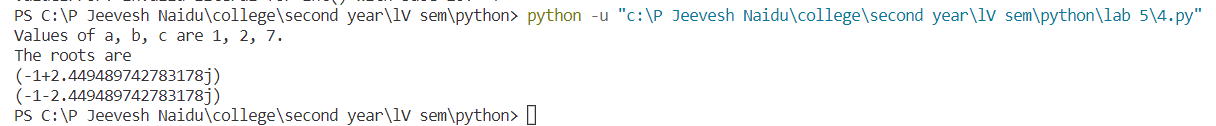 PS C:\P Jeevesh Naidu\college\second year\lV sem\python> python -u "c:\P Jeevesh Naidu\college\second year\lV sem\python\lab 5\4.py"
Values of a, b, c are 1, 2, 7.
The roots are
(-1+2.449489742783178j)
(-1-2.449489742783178j)
PS C:\P Jeevesh Naidu\college\second year\lV sem\python>